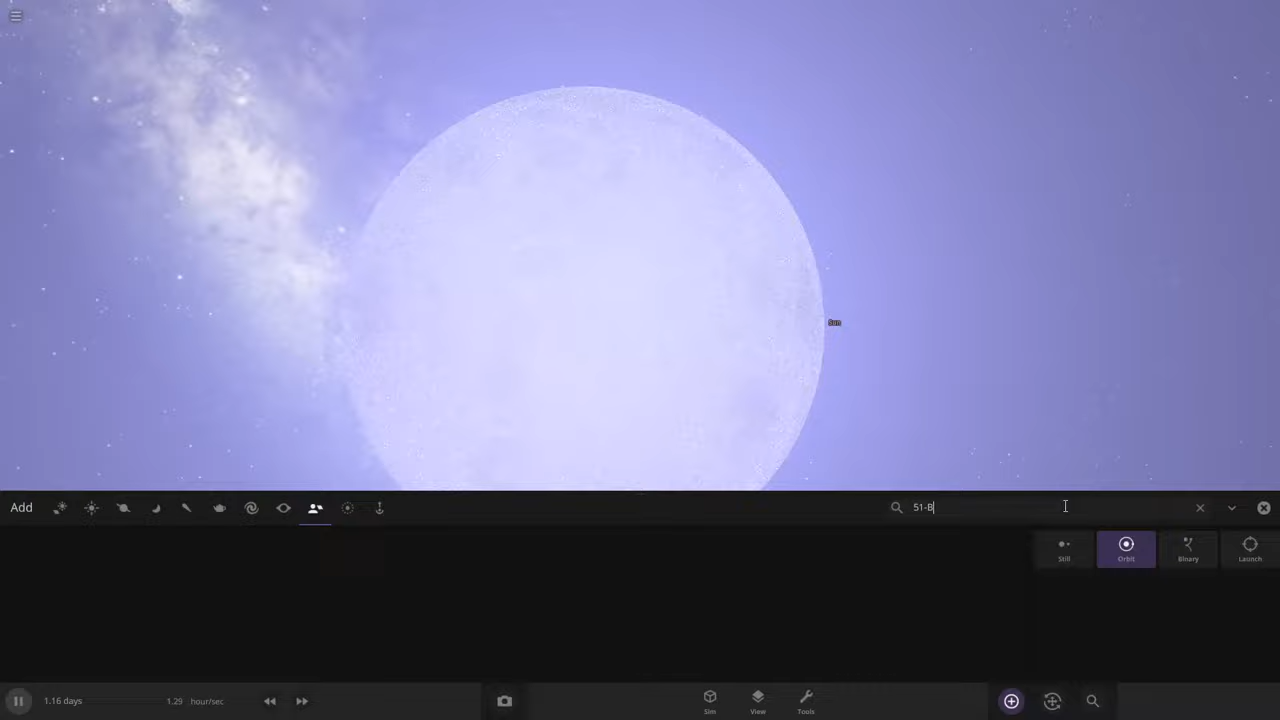 Sun
Add
51-B
Still
Orbit
Binary
Launch
1.16 days
1.29 hour/sec
Sim
View
Tools